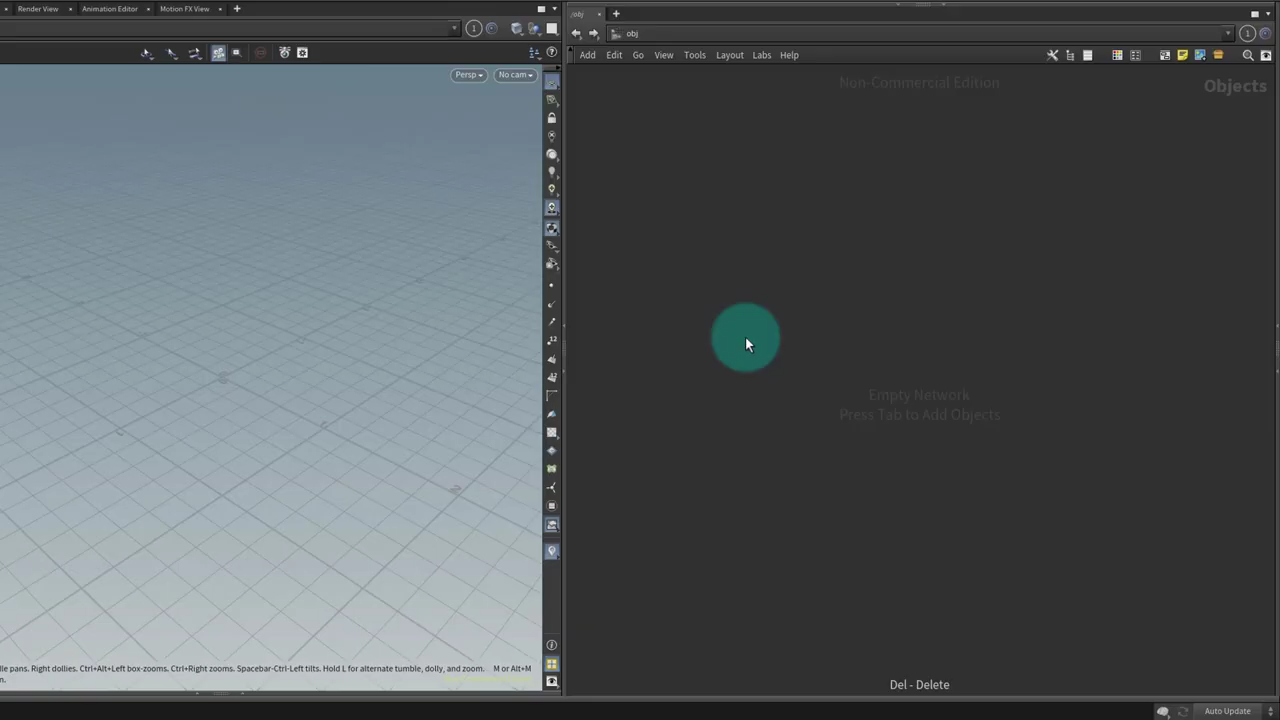 Render View
Animation Editor
Motion FX View
/obj
1
obj
1
Add
Edit
Go
View
Tools
Layout
Labs
Help
Persp
No cam
Non-Commercial Edition
Objects
12
Empty Network
Press Tab to Add Objects
lle pans. Right dollies. Ctrl+Alt+Left box-zooms. Ctrl+Right zooms. Spacebar-Ctrl-Left tilts. Hold L for alternate tumble, dolly, and zoom.
M or Alt+M
n.
Del - Delete
Auto Update